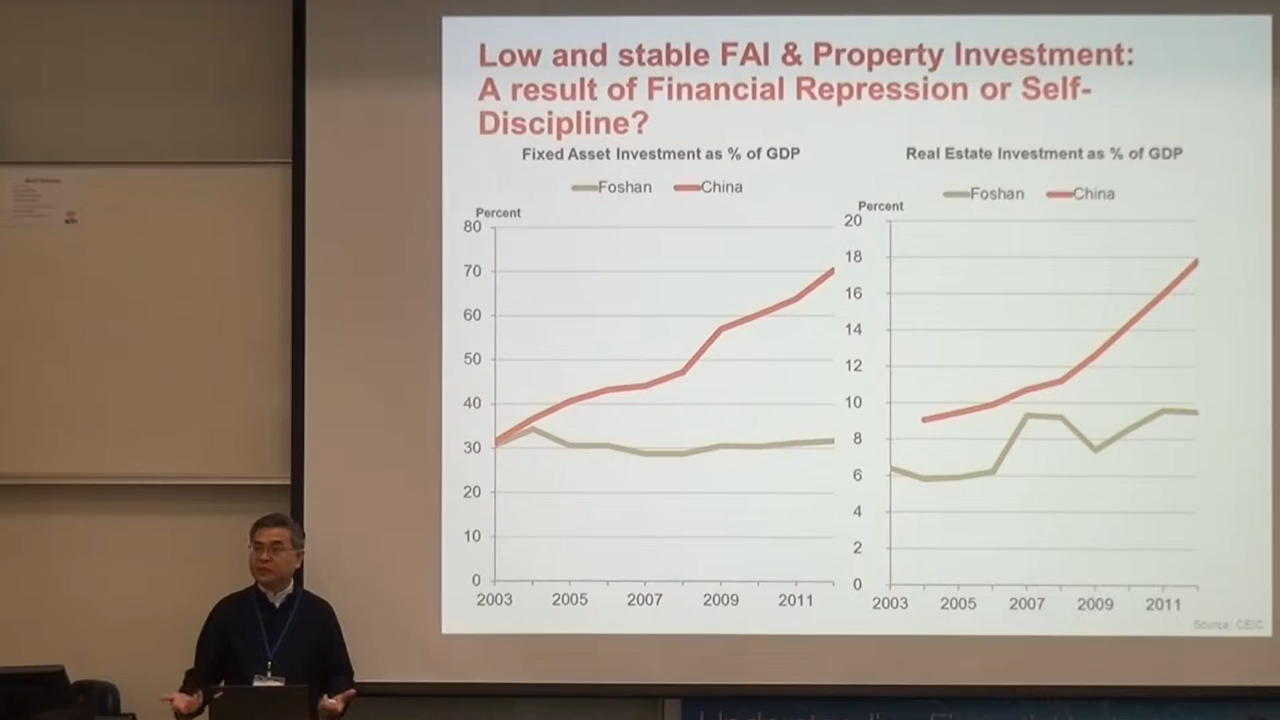 Low and stable FAI & Property Investment:
A result of Financial Repression or Self-
Discipline?
Fixed Asset Investment as % of GDP
Foshan China
Percent
80
70
60
50
40
30
20
10
0
2003 2005 2007 2009 2011
Real Estate Investment as % of GDP
Foshan China
Percent
20
18
16
14
12
10
8
6
4
2
0
2003 2005 2007 2009 2011
Source: CEIC